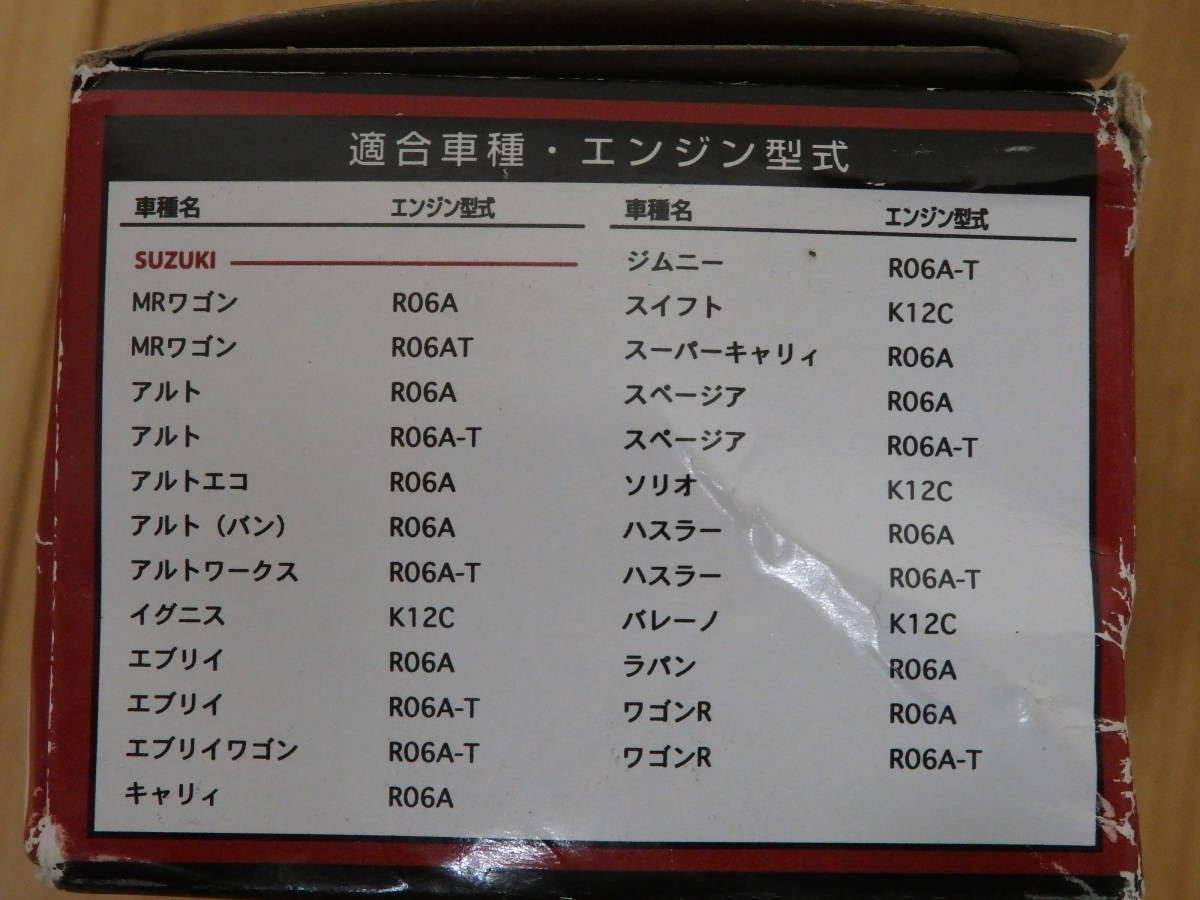 適合車種・エンジン型式
車種名 エンジン型式
SUZUKI
MRワゴン R06A
MRワゴン R06AT
アルト R06A
アルト R06A-T
アルトエコ R06A
アルト（バン） R06A
アルトワークス R06A-T
イグニス K12C
エブリイ R06A
エブリイ R06A-T
エブリイワゴン R06A-T
キャリィ R06A
車種名 エンジン型式
ジムニー R06A-T
スイフト K12C
スーパーキャリィ R06A
スページア R06A
スページア R06A-T
ソリオ K12C
ハスラー R06A
ハスラー R06A-T
バレーノ K12C
ラパン R06A
ワゴンR R06A
ワゴンR R06A-T